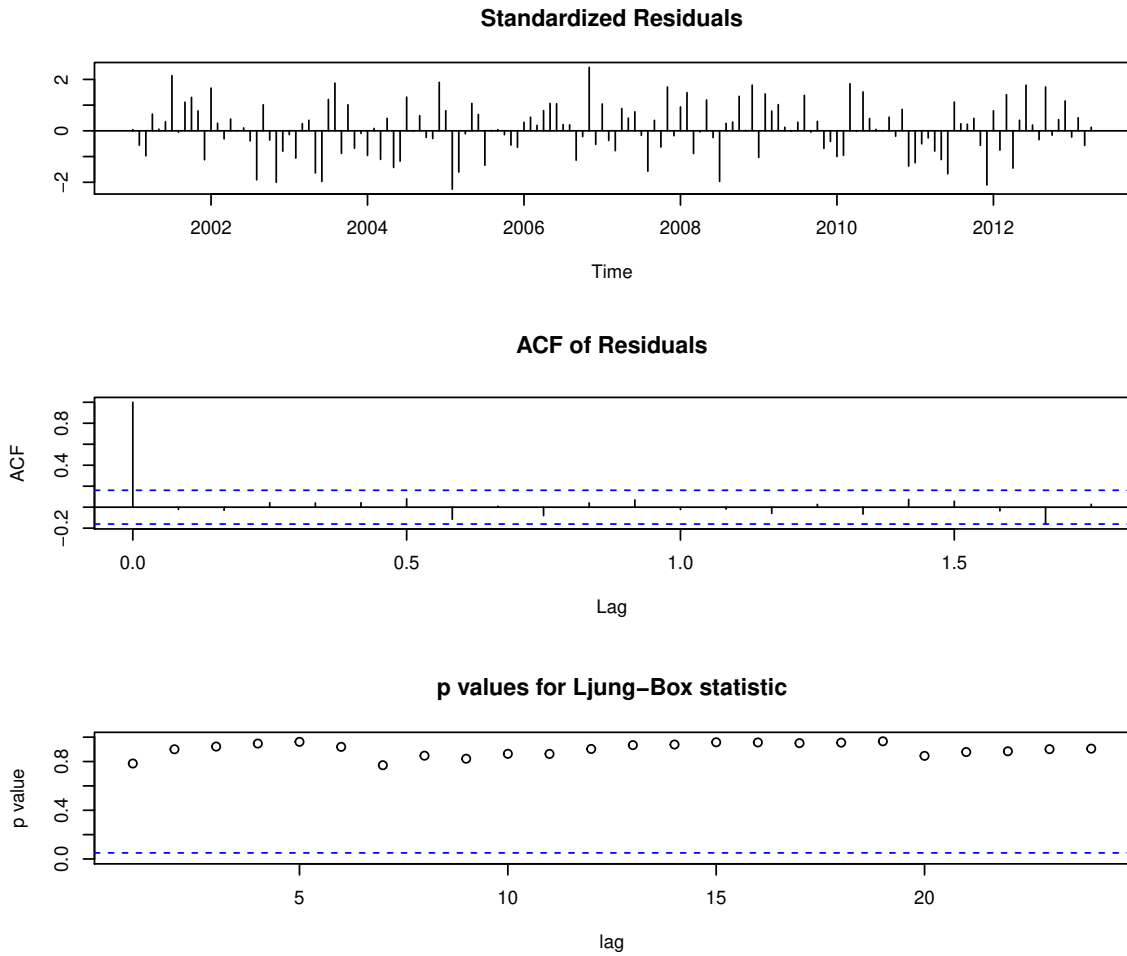 Standardized Residuals
2
0
−2
2002 2004 2006 2008 2010 2012
Time
ACF of Residuals
ACF
0.8
0.4
−0.2
0.0 0.5 1.0 1.5
Lag
p values for Ljung−Box statistic
p value
0.8
0.4
0.0
5 10 15 20
lag